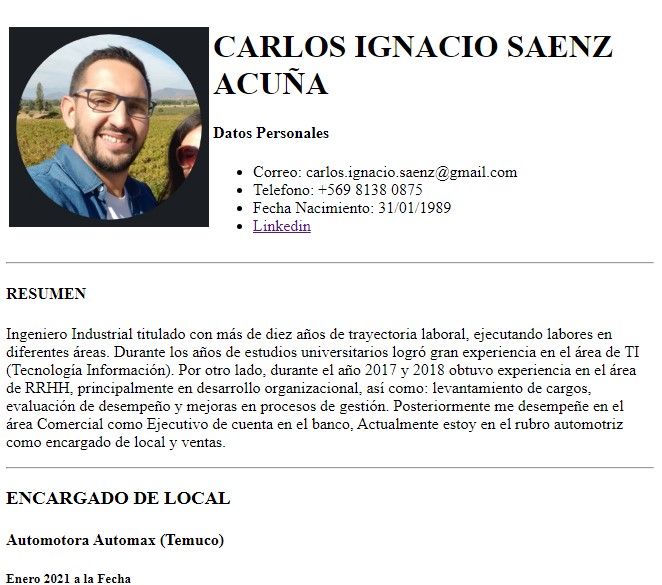 CARLOS IGNACIO SAENZ
ACUÑA
Datos Personales
Correo: carlos.ignacio.saenz@gmail.com
Telefono: +569 8138 0875
Fecha Nacimiento: 31/01/1989
Linkedin
RESUMEN
Ingeniero Industrial titulado con más de diez años de trayectoria laboral, ejecutando labores en
diferentes áreas. Durante los años de estudios universitarios logró gran experiencia en el área de TI
(Tecnología Información). Por otro lado, durante el año 2017 y 2018 obtuvo experiencia en el área
de RRHH, principalmente en desarrollo organizacional, así como: levantamiento de cargos,
evaluación de desempeño y mejoras en procesos de gestión. Posteriormente me desempeñe en el
área Comercial como Ejecutivo de cuenta en el banco, Actualmente estoy en el rubro automotriz
como encargado de local y ventas.
ENCARGADO DE LOCAL
Automotora Automax (Temuco)
Enero 2021 a la Fecha